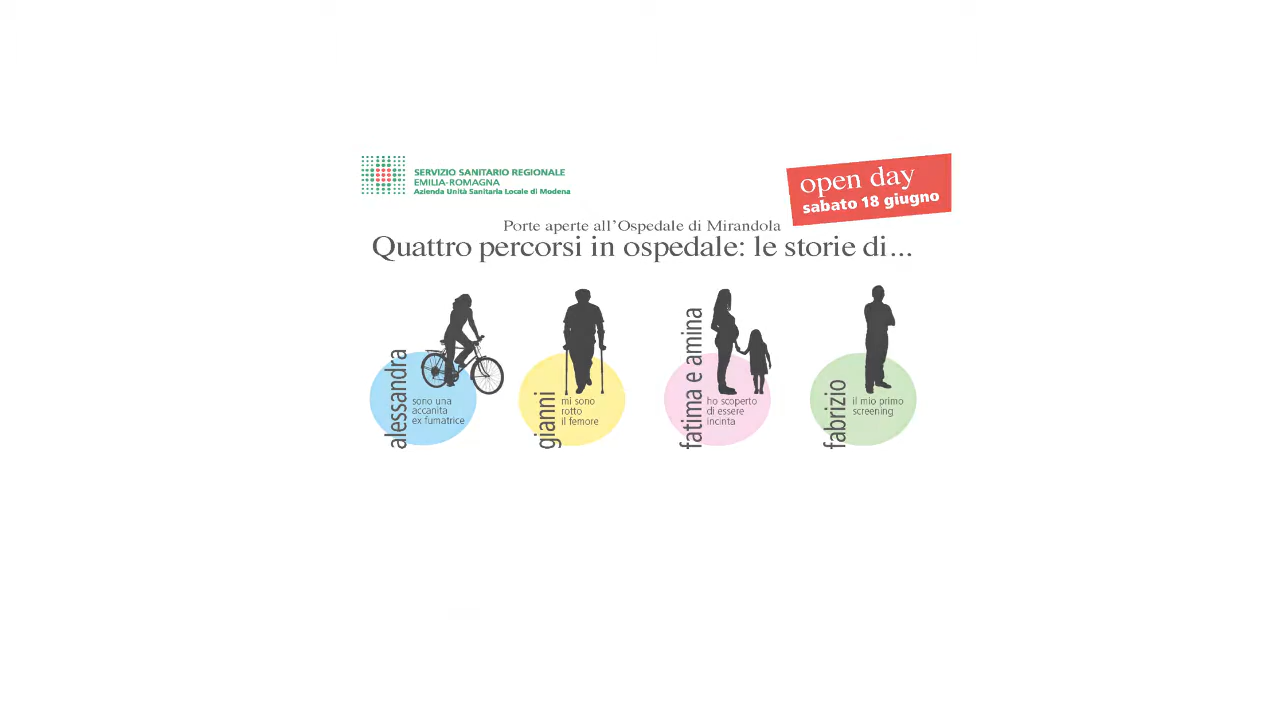 SERVIZIO SANITARIO REGIONALE
EMILIA-ROMAGNA
Azienda Unità Sanitaria Locale di Modena
open day
sabato 18 giugno
Porte aperte all'Ospedale di Mirandola
Quattro percorsi in ospedale: le storie di...
alessandra
sono una
accanita
ex fumatrice
gianni
mi sono
rotto
il femore
fatima e amina
ho scoperto
di essere
incinta
fabrizio
il mio primo
screening